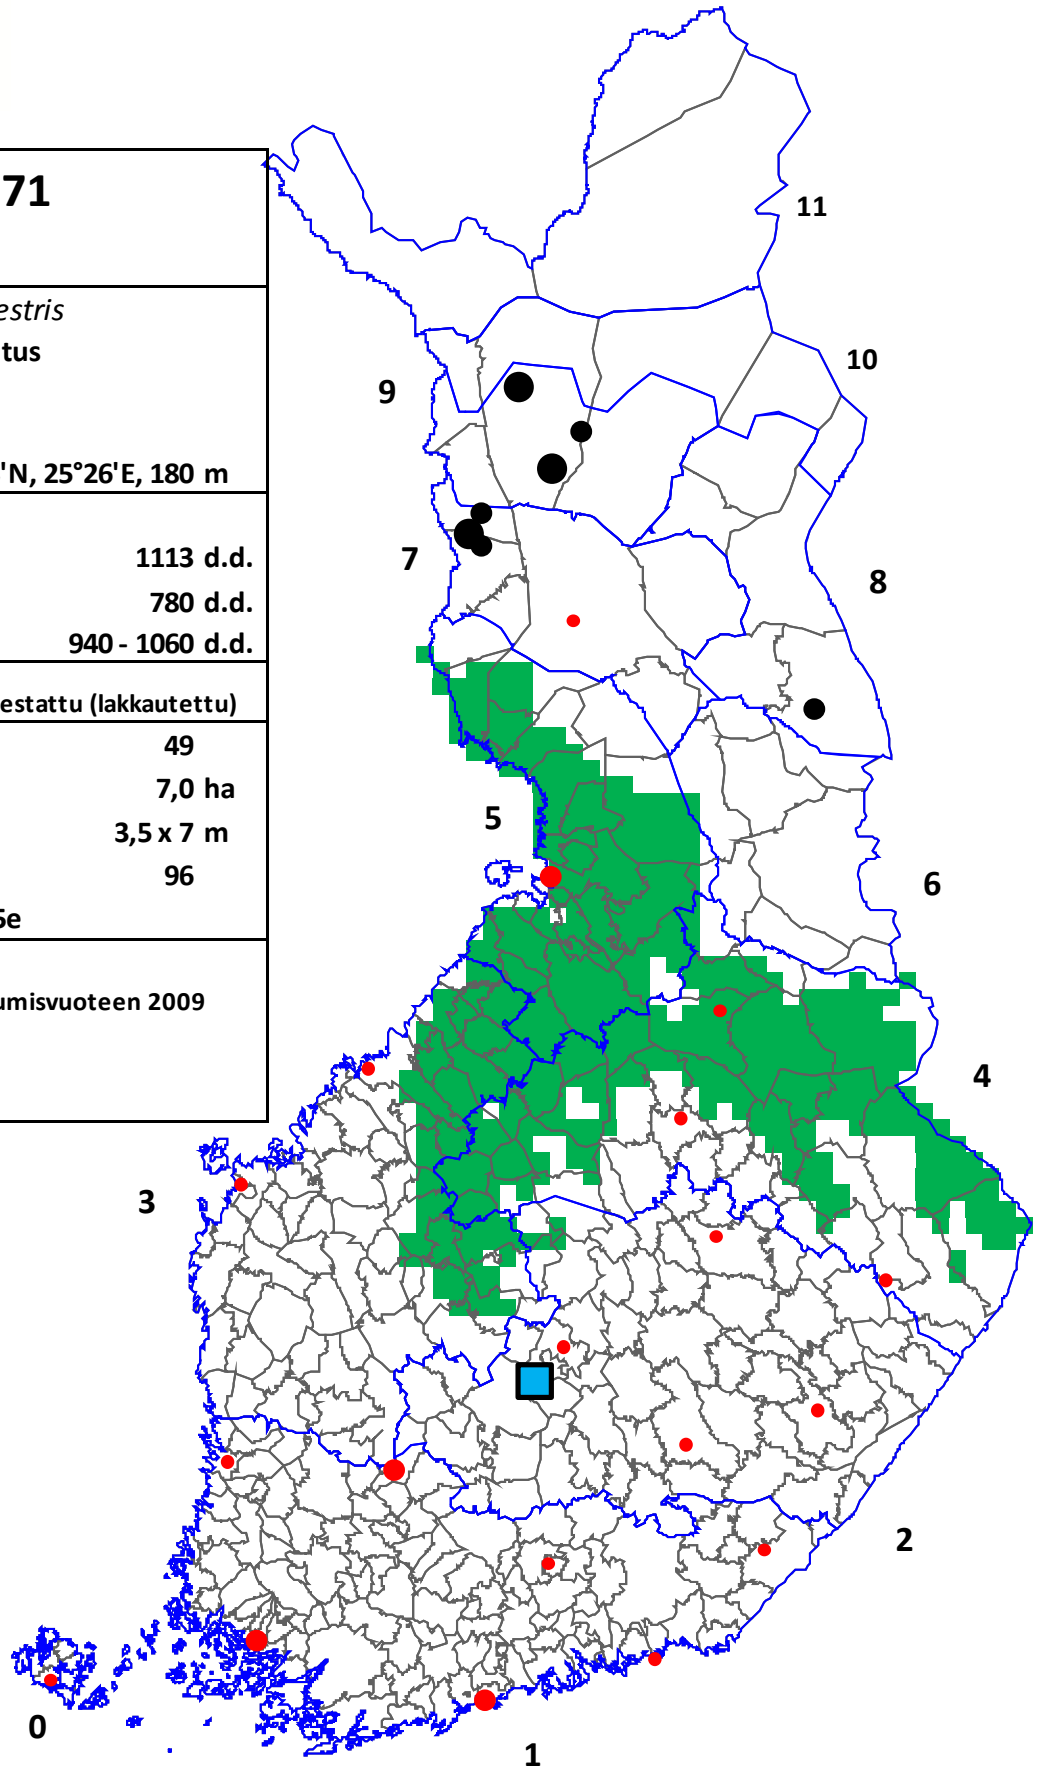 71
estris
tus
'N, 25°26'E, 180 m
1113 d.d.
780 d.d.
940 - 1060 d.d.
estattu (lakkautettu)
49
7,0 ha
3,5 x 7 m
96
6e
umisvuoteen 2009
11
10
9
8
7
6
5
4
3
2
1
0